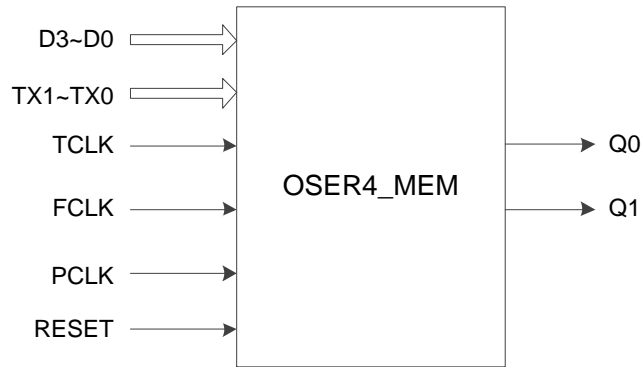 D3~D0
TX1~TX0
TCLK
FCLK
PCLK
RESET
OSER4_MEM
Q0
Q1